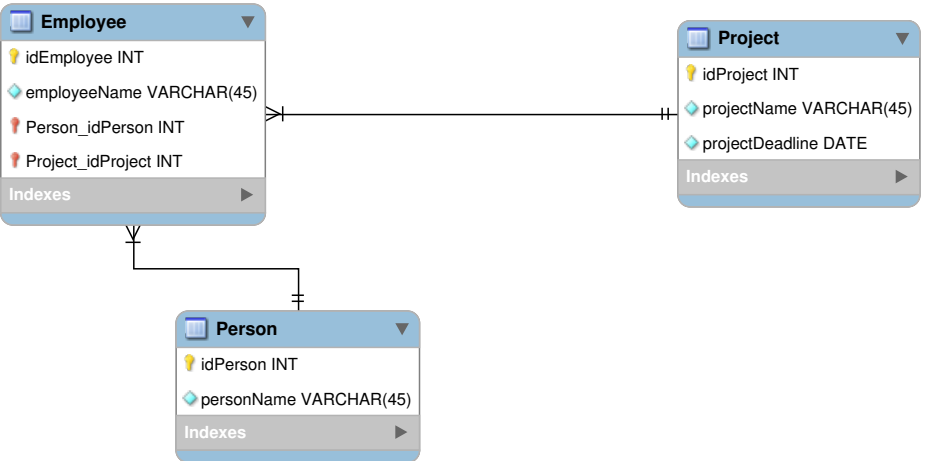 Employee
idEmployee INT
employeeName VARCHAR(45)
Person_idPerson INT
Project_idProject INT
Indexes
Project
idProject INT
projectName VARCHAR(45)
projectDeadline DATE
Indexes
Person
idPerson INT
personName VARCHAR(45)
Indexes